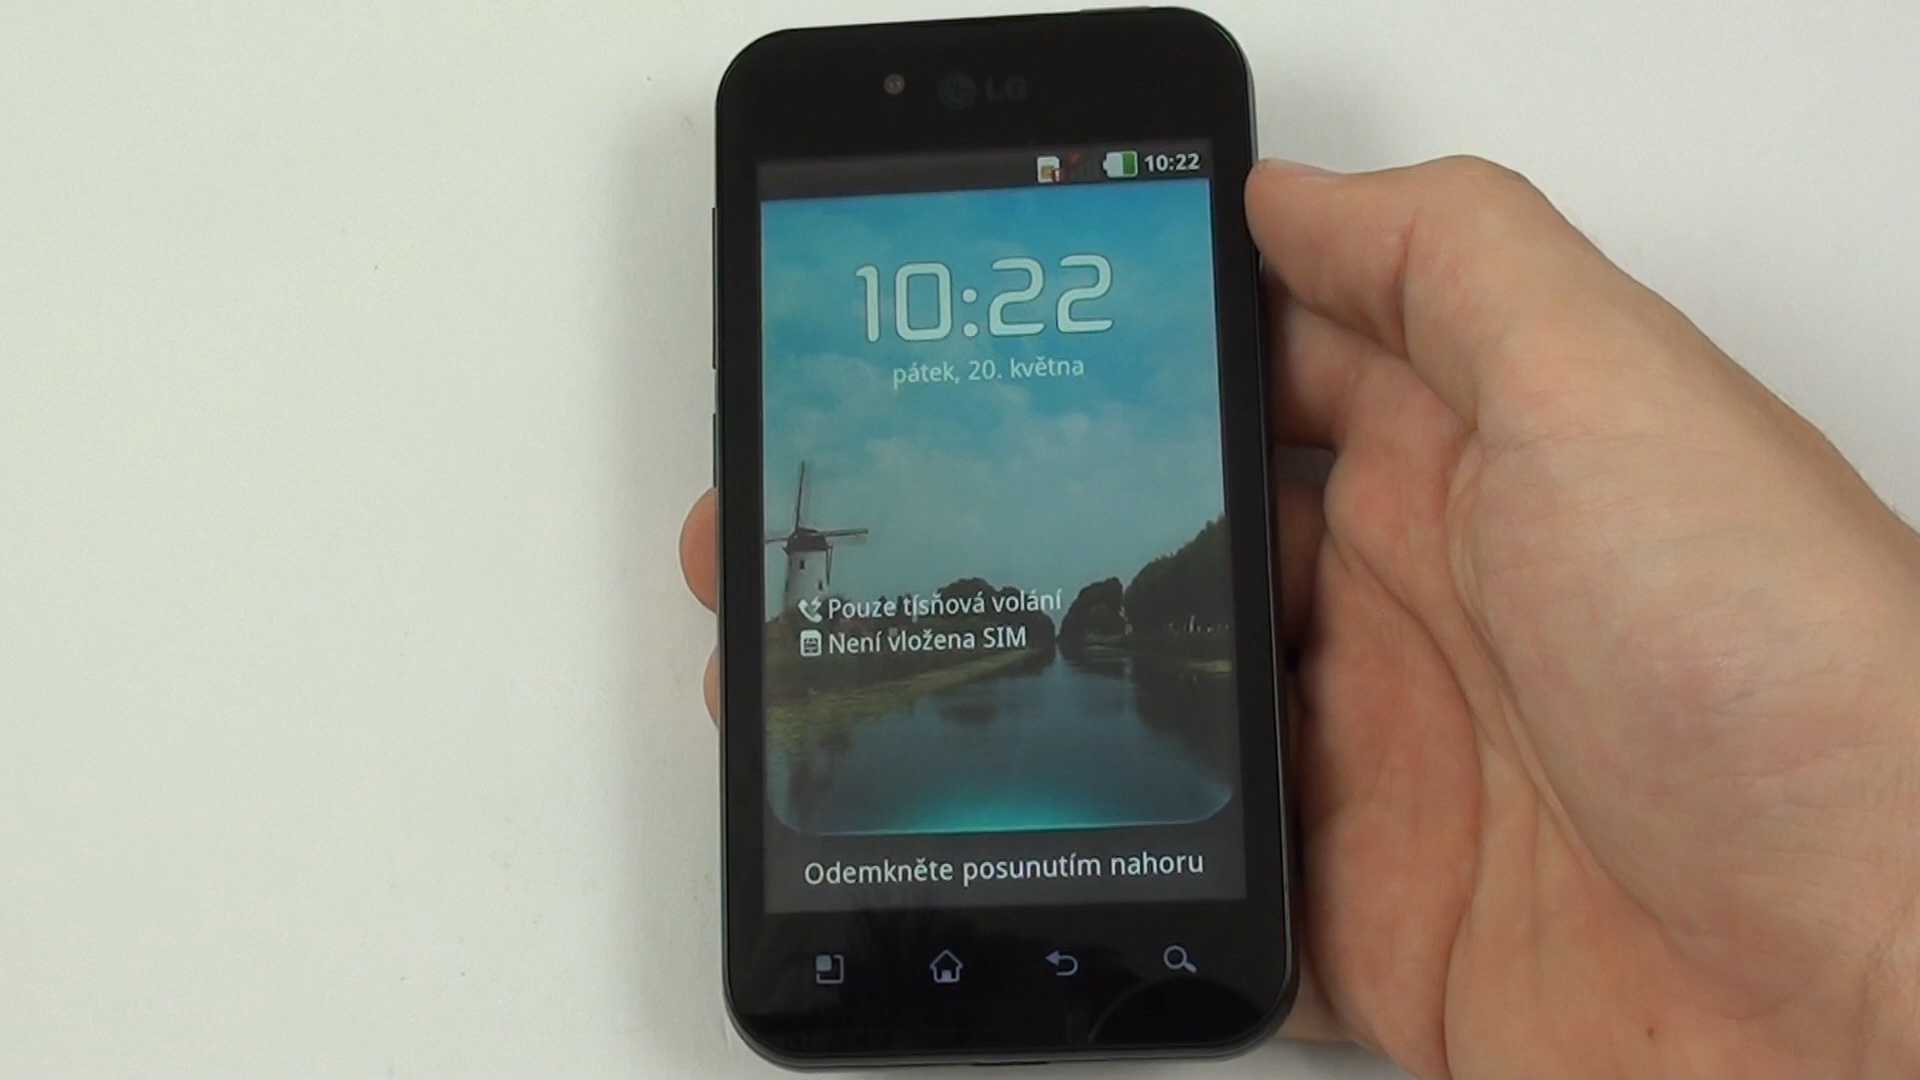 LG
10:22
10:22
pátek, 20. května
Pouze tísňová volání
Není vložena SIM
Odemkněte posunutím nahoru